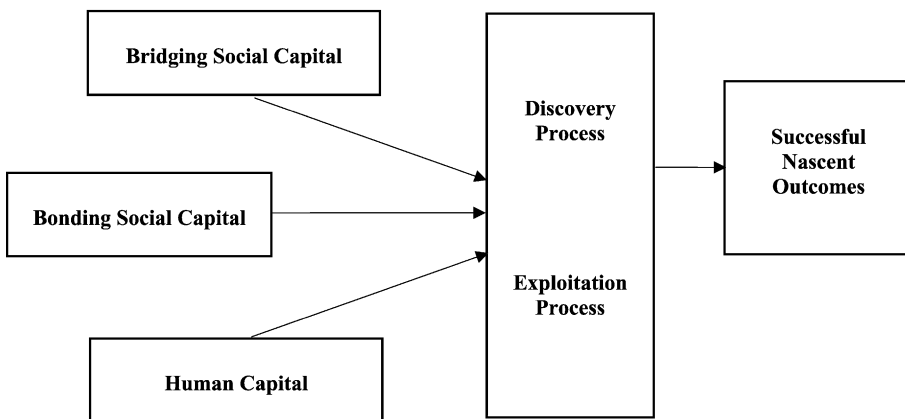 Bridging Social Capital
Bonding Social Capital
Human Capital
Discovery
Process
Exploitation
Process
Successful
Nascent
Outcomes